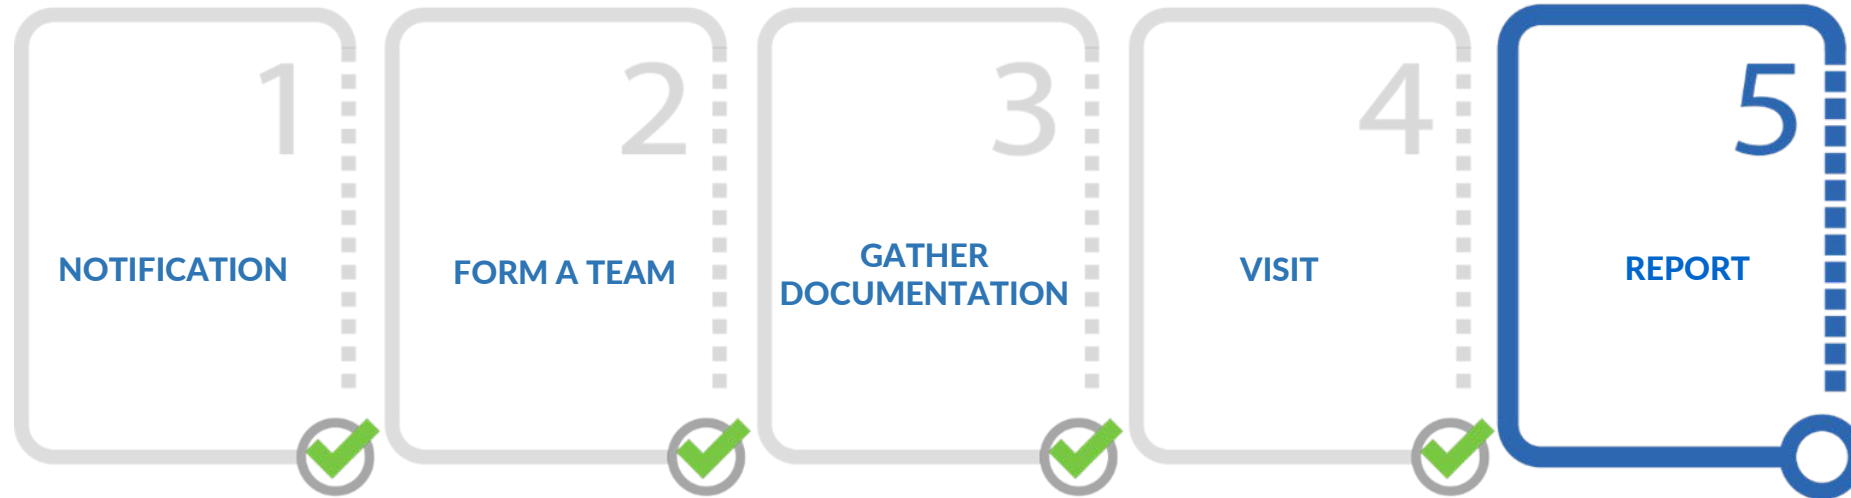 1
NOTIFICATION
2
FORM A TEAM
3
GATHER
DOCUMENTATION
4
VISIT
5
REPORT